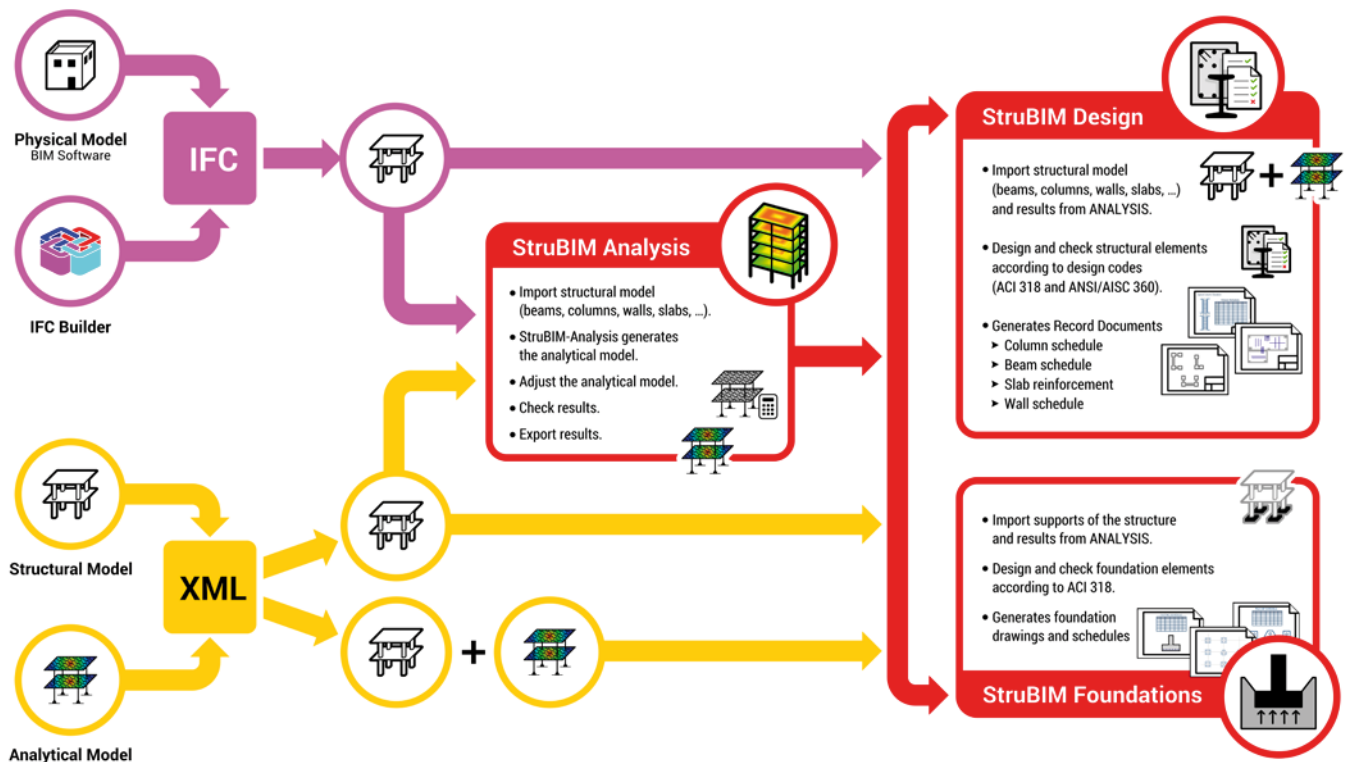 Physical Model
BIM Software
IFC
IFC Builder
StruBIM Analysis
• Import structural model
(beams, columns, walls, slabs, ...).
• StruBIM-Analysis generates
the analytical model.
• Adjust the analytical model.
• Check results.
• Export results.
Structural Model
XML
Analytical Model
+
StruBIM Design
• Import structural model
(beams, columns, walls, slabs, ...)
and results from ANALYSIS.
+
• Design and check structural elements
according to design codes
(ACI 318 and ANSI/AISC 360).
• Generates Record Documents
➤ Column schedule
➤ Beam schedule
➤ Slab reinforcement
➤ Wall schedule
• Import supports of the structure
and results from ANALYSIS.
• Design and check foundation elements
according to ACI 318.
• Generates foundation
drawings and schedules
StruBIM Foundations